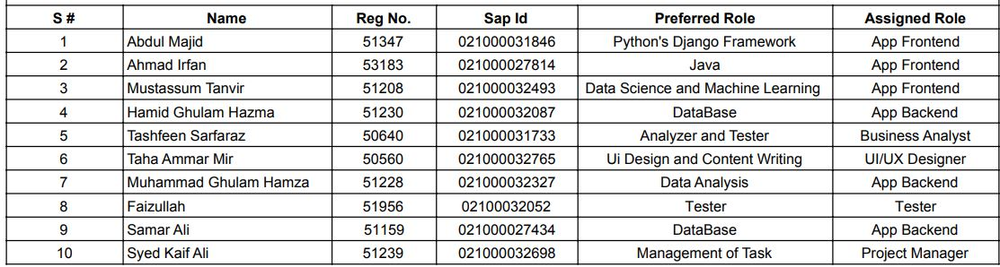 S # Name Reg No. Sap Id Preferred Role Assigned Role
1 Abdul Majid 51347 021000031846 Python's Django Framework App Frontend
2 Ahmad Irfan 53183 021000027814 Java App Frontend
3 Mustassum Tanvir 51208 021000032493 Data Science and Machine Learning App Frontend
4 Hamid Ghulam Hazma 51230 021000032087 DataBase App Backend
5 Tashfeen Sarfaraz 50640 021000031733 Analyzer and Tester Business Analyst
6 Taha Ammar Mir 50560 021000032765 Ui Design and Content Writing UI/UX Designer
7 Muhammad Ghulam Hamza 51228 021000032327 Data Analysis App Backend
8 Faizullah 51956 02100032052 Tester Tester
9 Samar Ali 51159 021000027434 DataBase App Backend
10 Syed Kaif Ali 51239 021000032698 Management of Task Project Manager